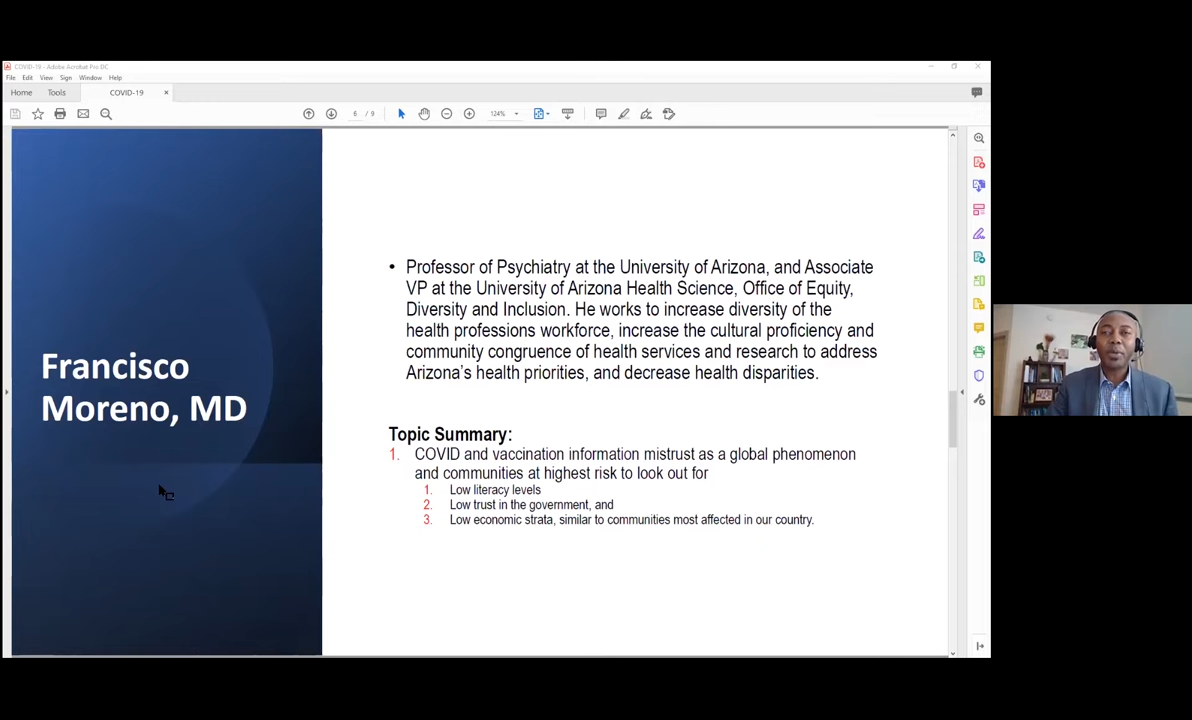 COVID-19 - Adobe Acrobat Pro DC
File Edit View Sign Window Help
Home Tools COVID-19 ×
6 / 9 124%
Francisco
Moreno, MD
• Professor of Psychiatry at the University of Arizona, and Associate
VP at the University of Arizona Health Science, Office of Equity,
Diversity and Inclusion. He works to increase diversity of the
health professions workforce, increase the cultural proficiency and
community congruence of health services and research to address
Arizona's health priorities, and decrease health disparities.
Topic Summary:
1. COVID and vaccination information mistrust as a global phenomenon
and communities at highest risk to look out for
1. Low literacy levels
2. Low trust in the government, and
3. Low economic strata, similar to communities most affected in our country.